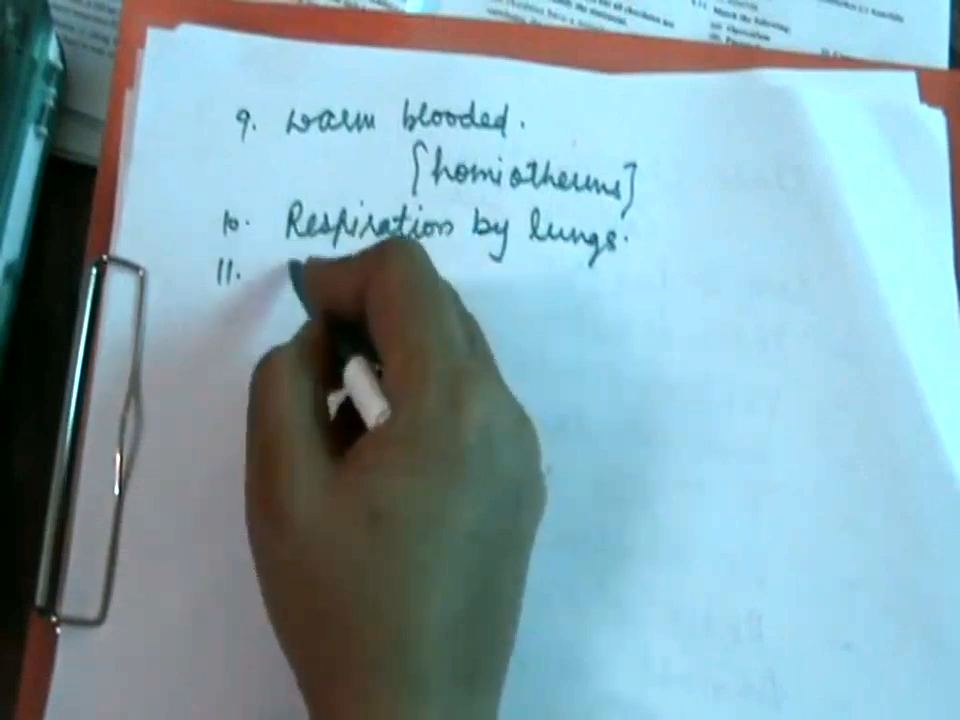 9. warm blooded.
[homiotherms]
10. Respiration by lungs.
11.